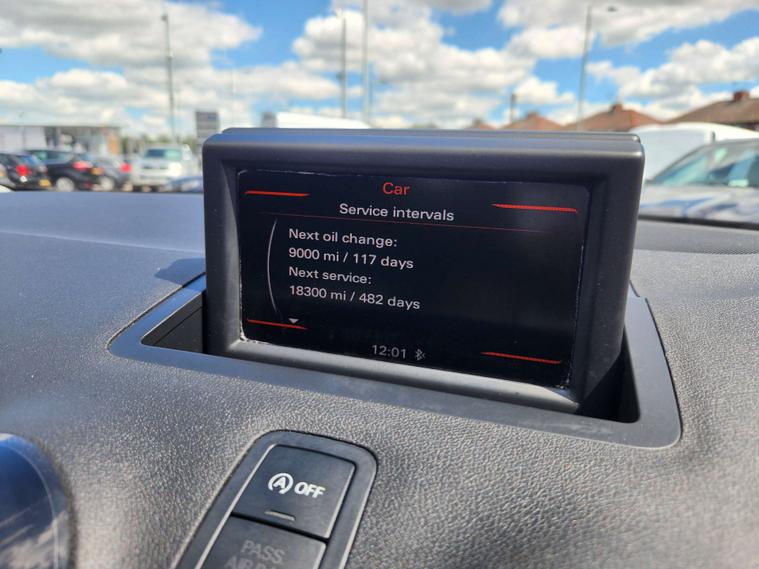 Car
Service intervals
Next oil change:
9000 mi / 117 days
Next service:
18300 mi / 482 days
12:01
A OFF
PASS.